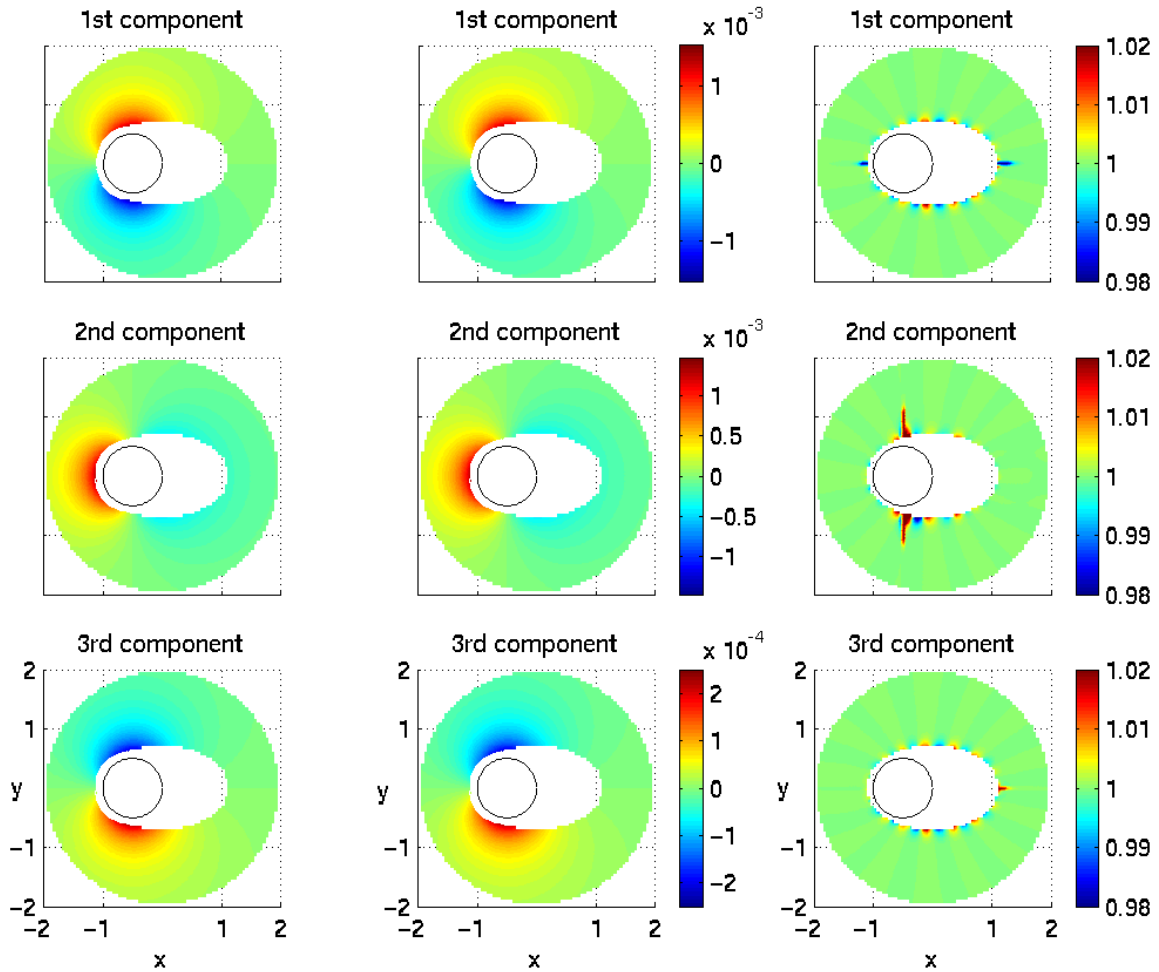 1st component 1st component x 10⁻³ 1st component
1 0 −1
1.02 1.01 1 0.99 0.98
2nd component 2nd component x 10⁻³ 2nd component
1 0.5 0 −0.5 −1
1.02 1.01 1 0.99 0.98
3rd component 3rd component x 10⁻⁴ 3rd component
2 1 y −1 −2
−2 −1 0 1 2
x
y
−2 −1 0 1 2
x
2 1 0 −1 −2
y
−2 −1 0 1 2
x
1.02 1.01 1 0.99 0.98